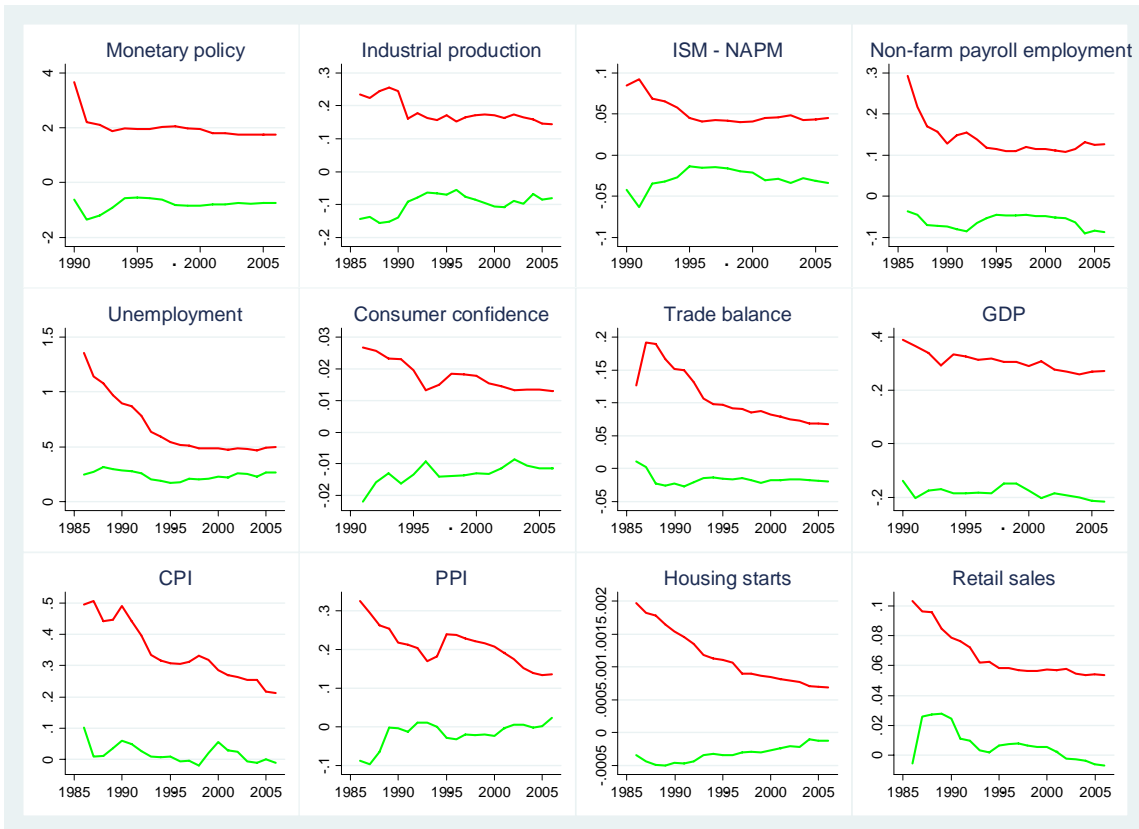 Monetary policy
4
2
0
-2
1990 1995 . 2000 2005
Industrial production
.3
.2
.1
0
-.1
-.2
1985 1990 1995 2000 2005
ISM - NAPM
.1
.05
0
-.05
-.1
1990 1995 . 2000 2005
Non-farm payroll employment
.3
.2
.1
0
-.1
1985 1990 1995 2000 2005
Unemployment
1.5
1
.5
0
1985 1990 1995 2000 2005
Consumer confidence
.03
.02
.01
0
-.01
-.02
1990 1995 . 2000 2005
Trade balance
.2
.15
.1
.05
0
-.05
1985 1990 1995 2000 2005
GDP
.4
.2
0
-.2
1990 1995 . 2000 2005
CPI
.5
.4
.3
.2
.1
0
1985 1990 1995 2000 2005
PPI
.3
.2
.1
0
-.1
1985 1990 1995 2000 2005
Housing starts
.002
.0015
.001
.0005
0
-.0005
1985 1990 1995 2000 2005
Retail sales
.1
.08
.06
.04
.02
0
1985 1990 1995 2000 2005